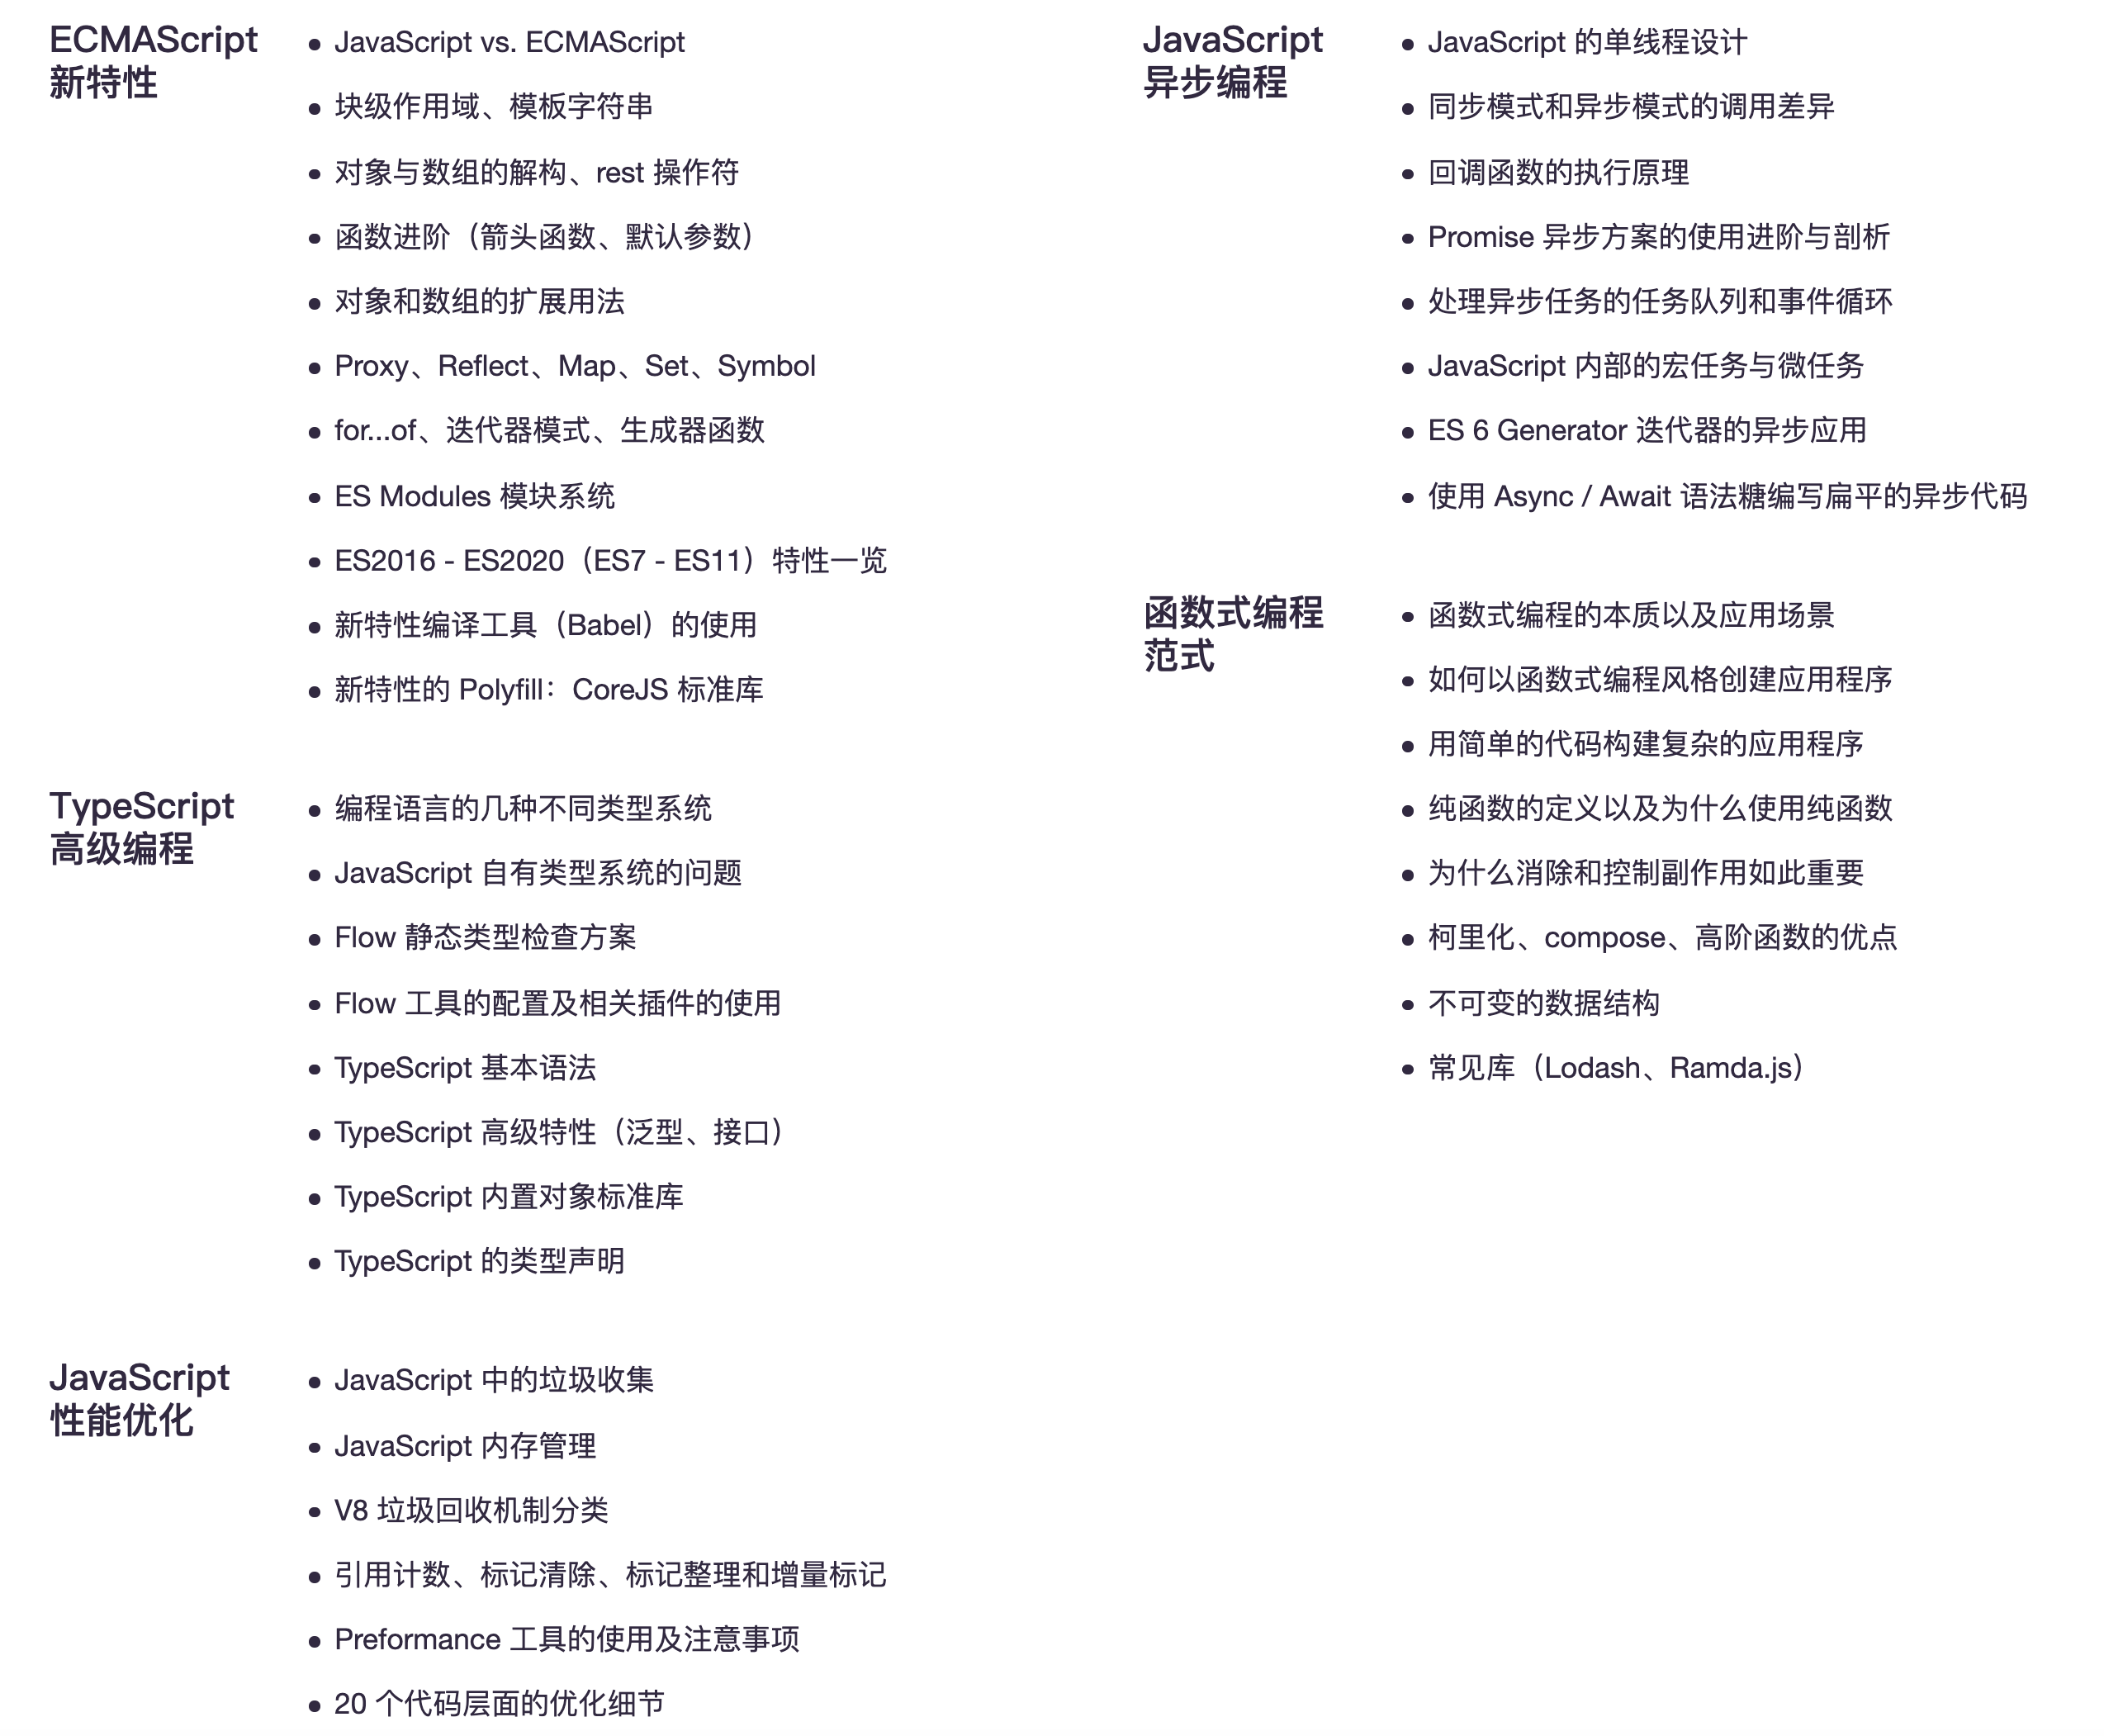 ECMAScript
新特性
• JavaScript vs. ECMAScript
• 块级作用域、模板字符串
• 对象与数组的解构、rest 操作符
• 函数进阶（箭头函数、默认参数）
• 对象和数组的扩展用法
• Proxy、Reflect、Map、Set、Symbol
• for...of、迭代器模式、生成器函数
• ES Modules 模块系统
• ES2016 - ES2020（ES7 - ES11）特性一览
• 新特性编译工具（Babel）的使用
• 新特性的 Polyfill：CoreJS 标准库
TypeScript
高级编程
• 编程语言的几种不同类型系统
• JavaScript 自有类型系统的问题
• Flow 静态类型检查方案
• Flow 工具的配置及相关插件的使用
• TypeScript 基本语法
• TypeScript 高级特性（泛型、接口）
• TypeScript 内置对象标准库
• TypeScript 的类型声明
JavaScript
性能优化
• JavaScript 中的垃圾收集
• JavaScript 内存管理
• V8 垃圾回收机制分类
• 引用计数、标记清除、标记整理和增量标记
• Preformance 工具的使用及注意事项
• 20 个代码层面的优化细节
JavaScript
异步编程
• JavaScript 的单线程设计
• 同步模式和异步模式的调用差异
• 回调函数的执行原理
• Promise 异步方案的使用进阶与剖析
• 处理异步任务的任务队列和事件循环
• JavaScript 内部的宏任务与微任务
• ES 6 Generator 迭代器的异步应用
• 使用 Async / Await 语法糖编写扁平的异步代码
函数式编程
范式
• 函数式编程的本质以及应用场景
• 如何以函数式编程风格创建应用程序
• 用简单的代码构建复杂的应用程序
• 纯函数的定义以及为什么使用纯函数
• 为什么消除和控制副作用如此重要
• 柯里化、compose、高阶函数的优点
• 不可变的数据结构
• 常见库（Lodash、Ramda.js）